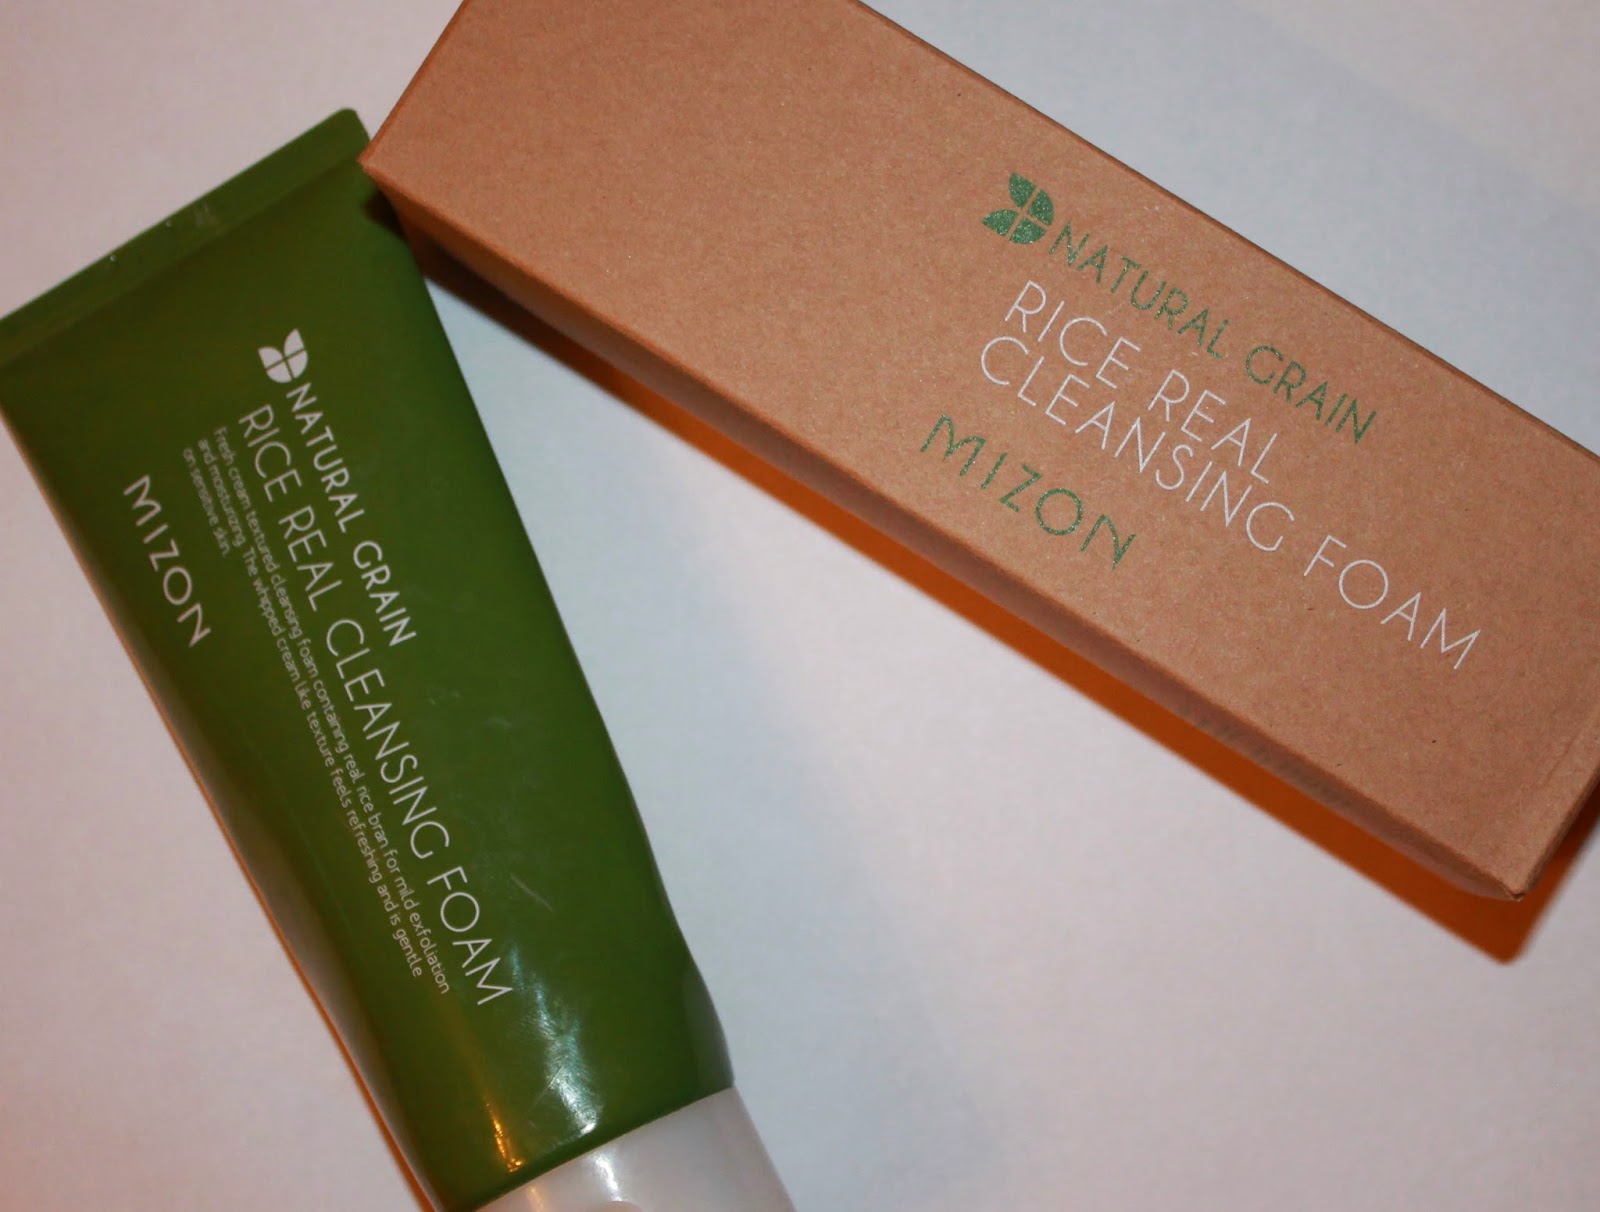 NATURAL GRAIN
RICE REAL CLEANSING FOAM
Fresh cream textured cleansing foam containing real rice bran for mild exfoliation
and moisturizing. The whipped cream like texture feels refreshing and is gentle
on sensitive skin.
MIZON
NATURAL GRAIN
RICE REAL
CLEANSING FOAM
MIZON